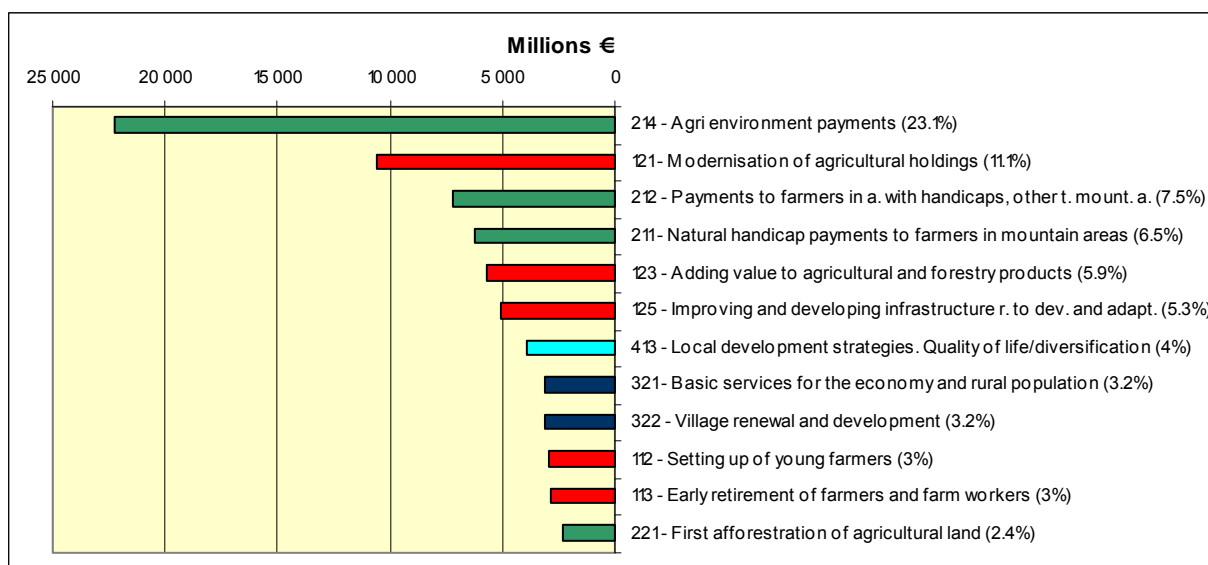 Millions €
25 000 20 000 15 000 10 000 5 000 0
214 - Agri environment payments (23.1%)
121 - Modernisation of agricultural holdings (11.1%)
212 - Payments to farmers in a. with handicaps, other t. mount. a. (7.5%)
211 - Natural handicap payments to farmers in mountain areas (6.5%)
123 - Adding value to agricultural and forestry products (5.9%)
125 - Improving and developing infrastructure r. to dev. and adapt. (5.3%)
413 - Local development strategies. Quality of life/diversification (4%)
321 - Basic services for the economy and rural population (3.2%)
322 - Village renewal and development (3.2%)
112 - Setting up of young farmers (3%)
113 - Early retirement of farmers and farm workers (3%)
221 - First afforestration of agricultural land (2.4%)